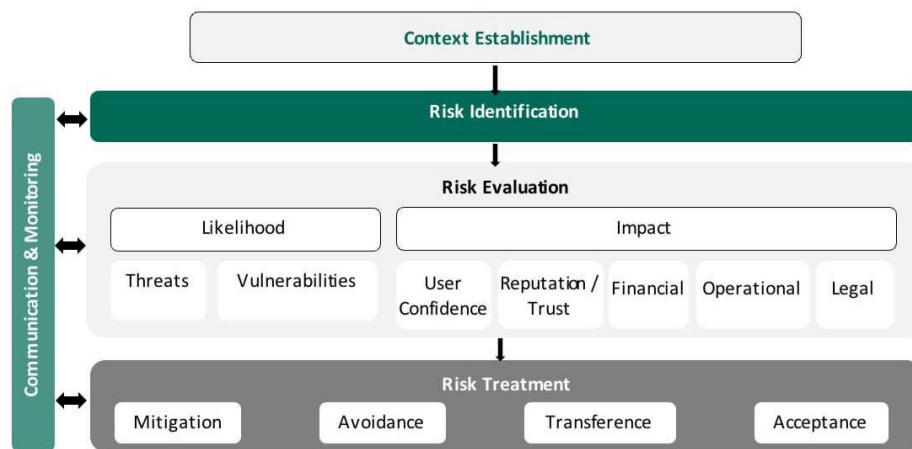 Context Establishment
Communication & Monitoring
Risk Identification
Risk Evaluation
Likelihood
Impact
Threats
Vulnerabilities
User
Confidence
Reputation /
Trust
Financial
Operational
Legal
Risk Treatment
Mitigation
Avoidance
Transference
Acceptance